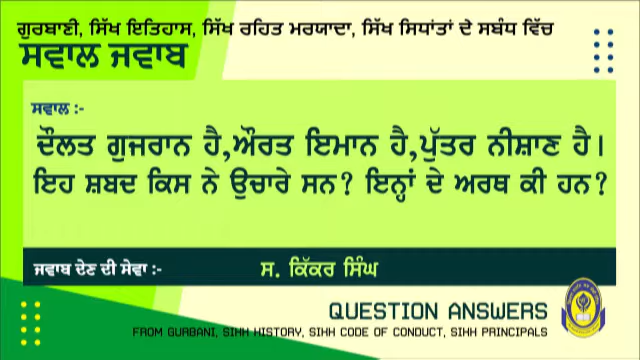 ਗੁਰਬਾਣੀ, ਸਿੱਖ ਇਤਿਹਾਸ, ਸਿੱਖ ਰਹਿਤ ਮਰਯਾਦਾ, ਸਿੱਖ ਸਿਧਾਂਤਾਂ ਦੇ ਸਬੰਧ ਵਿੱਚ
ਸਵਾਲ ਜਵਾਬ
ਸਵਾਲ :-
ਦੌਲਤ ਗੁਜਰਾਨ ਹੈ,ਔਰਤ ਇਮਾਨ ਹੈ,ਪੁੱਤਰ ਨੀਸ਼ਾਣ ਹੈ।
ਇਹ ਸ਼ਬਦ ਕਿਸ ਨੇ ਉਚਾਰੇ ਸਨ? ਇਨ੍ਹਾਂ ਦੇ ਅਰਥ ਕੀ ਹਨ?
ਜਵਾਬ ਦੇਣ ਦੀ ਸੇਵਾ :- ਸ. ਕਿੱਕਰ ਸਿੰਘ
QUESTION ANSWERS
FROM GURBANI, SIKH HISTORY, SIKH CODE OF CONDUCT, SIKH PRINCIPALS